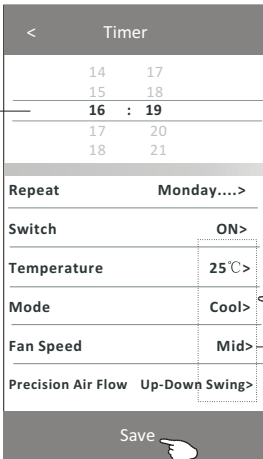 < Timer
14 17
15 18
16 : 19
17 20
18 21
Repeat Monday....>
Switch ON>
Temperature 25℃>
Mode Cool>
Fan Speed Mid>
Precision Air Flow Up-Down Swing>
Save